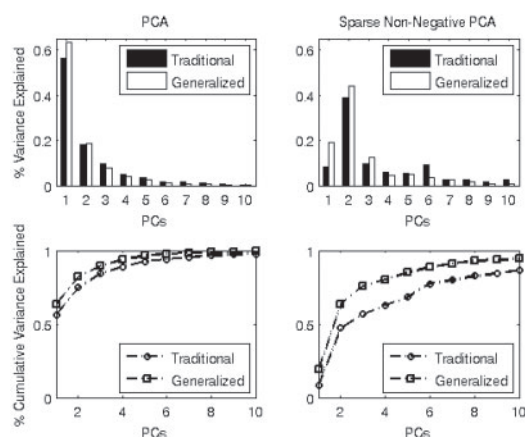 PCA
Sparse Non-Negative PCA
% Variance Explained
0.6
0.4
0.2
0
Traditional
Generalized
1 2 3 4 5 6 7 8 9 10
PCs
0.6
0.4
0.2
0
Traditional
Generalized
1 2 3 4 5 6 7 8 9 10
PCs
% Cumulative Variance Explained
1
0.5
0
Traditional
Generalized
2 4 6 8 10
PCs
1
0.5
0
Traditional
Generalized
2 4 6 8 10
PCs